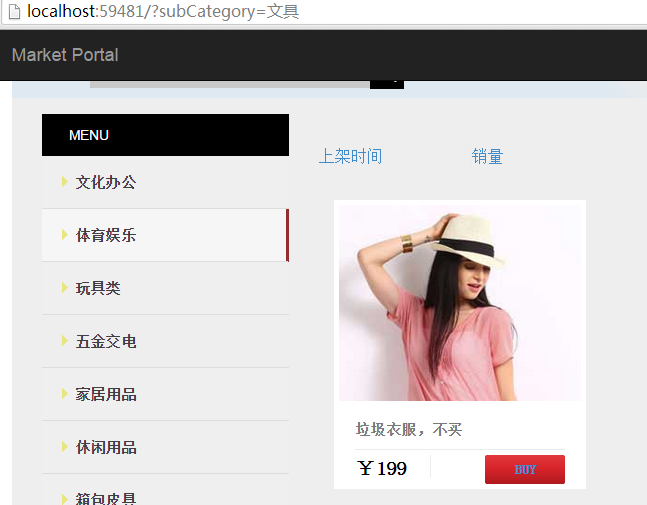 localhost:59481/?subCategory=文具
Market Portal
MENU
文化办公
体育娱乐
玩具类
五金交电
家居用品
休闲用品
箱包皮具
上架时间
销量
垃圾衣服，不买
￥199
BUY